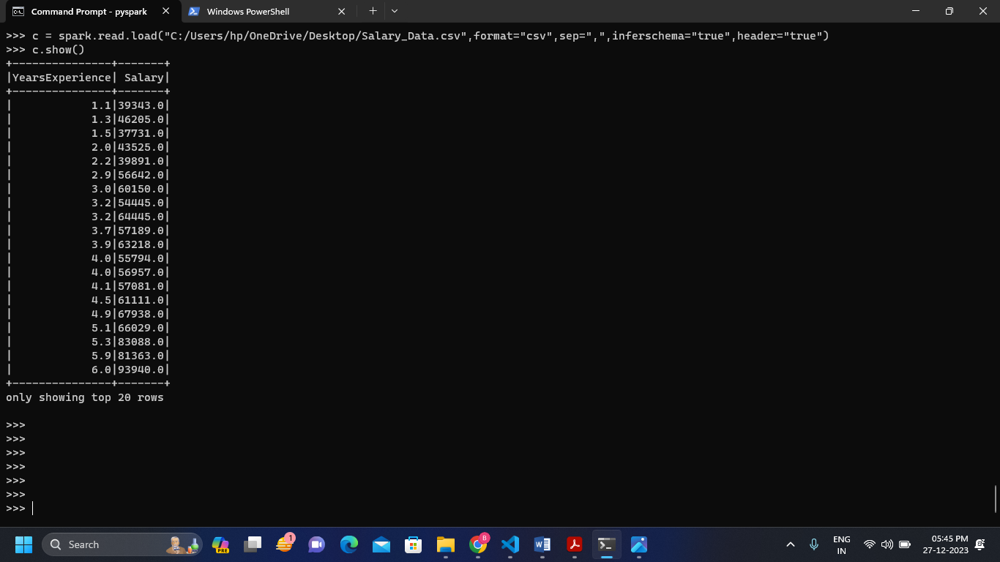 Command Prompt - pyspark
Windows PowerShell
>>> c = spark.read.load("C:/Users/hp/OneDrive/Desktop/Salary_Data.csv",format="csv",sep=",",inferschema="true",header="true")
>>> c.show()
+---------------+-------+
|YearsExperience| Salary|
+---------------+-------+
|            1.1|39343.0|
|            1.3|46205.0|
|            1.5|37731.0|
|            2.0|43525.0|
|            2.2|39891.0|
|            2.9|56642.0|
|            3.0|60150.0|
|            3.2|54445.0|
|            3.2|64445.0|
|            3.7|57189.0|
|            3.9|63218.0|
|            4.0|55794.0|
|            4.0|56957.0|
|            4.1|57081.0|
|            4.5|61111.0|
|            4.9|67938.0|
|            5.1|66029.0|
|            5.3|83088.0|
|            5.9|81363.0|
|            6.0|93940.0|
+---------------+-------+
only showing top 20 rows
>>>
>>>
>>>
>>>
>>>
>>>
>>>
Search
PRE
1
B
ENG
IN
05:45 PM
27-12-2023